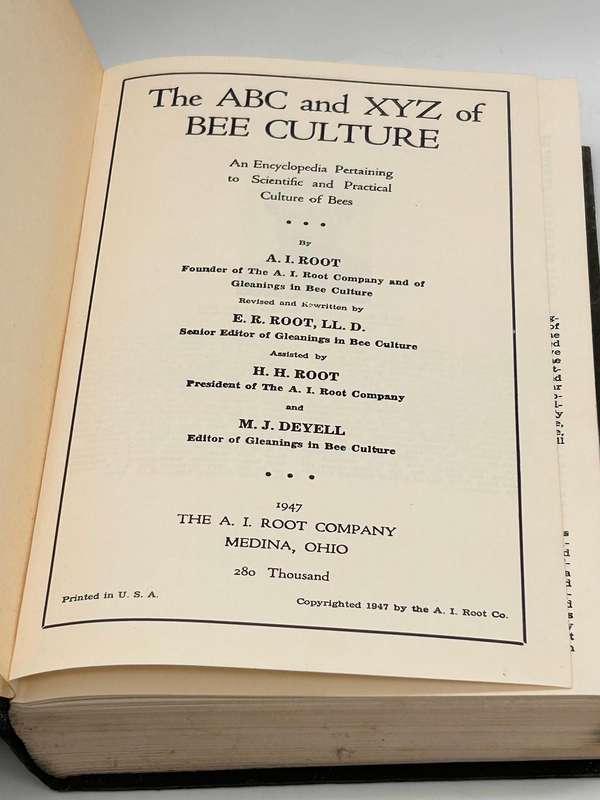 The ABC and XYZ of
BEE CULTURE
An Encyclopedia Pertaining
to Scientific and Practical
Culture of Bees
• • •
By
A. I. ROOT
Founder of The A. I. Root Company and of
Gleanings in Bee Culture
Revised and Rewritten by
E. R. ROOT, LL. D.
Senior Editor of Gleanings in Bee Culture
Assisted by
H. H. ROOT
President of The A. I. Root Company
and
M. J. DEYELL
Editor of Gleanings in Bee Culture
• • •
1947
THE A. I. ROOT COMPANY
MEDINA, OHIO
280 Thousand
Printed in U. S. A.
Copyrighted 1947 by the A. I. Root Co.